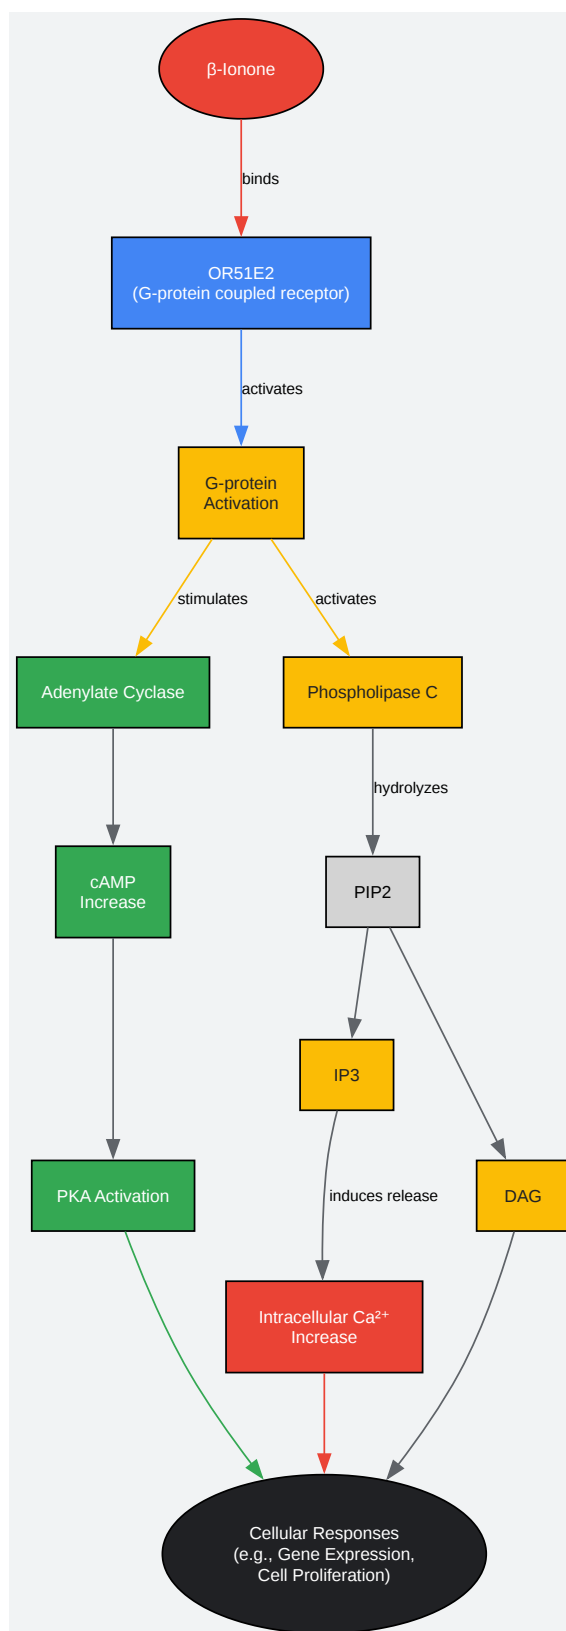 β-Ionone
binds
OR51E2
(G-protein coupled receptor)
activates
G-protein
Activation
stimulates
activates
Adenylate Cyclase
Phospholipase C
hydrolyzes
cAMP
Increase
PIP2
IP3
PKA Activation
induces release
DAG
Intracellular Ca²⁺
Increase
Cellular Responses
(e.g., Gene Expression,
Cell Proliferation)